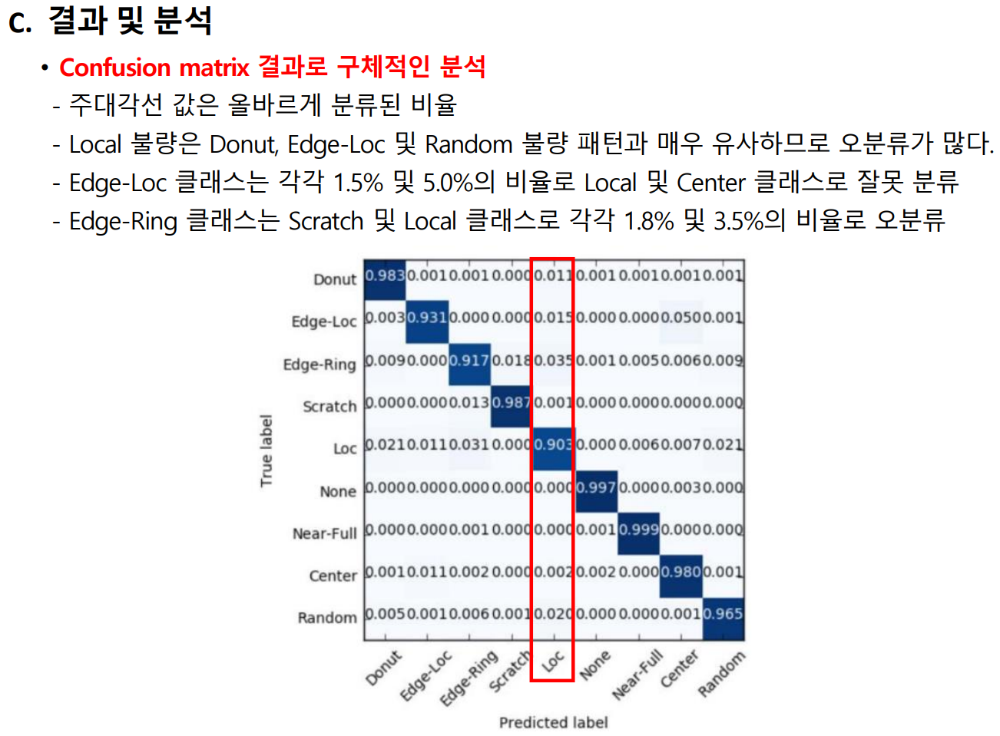 C. 결과 및 분석
• Confusion matrix 결과로 구체적인 분석
- 주대각선 값은 올바르게 분류된 비율
- Local 불량은 Donut, Edge-Loc 및 Random 불량 패턴과 매우 유사하므로 오분류가 많다.
- Edge-Loc 클래스는 각각 1.5% 및 5.0%의 비율로 Local 및 Center 클래스로 잘못 분류
- Edge-Ring 클래스는 Scratch 및 Local 클래스로 각각 1.8% 및 3.5%의 비율로 오분류
True label
Donut 0.983 0.001 0.001 0.000 0.011 0.001 0.001 0.001 0.001
Edge-Loc 0.003 0.931 0.000 0.000 0.015 0.000 0.000 0.050 0.001
Edge-Ring 0.009 0.000 0.917 0.018 0.035 0.001 0.005 0.006 0.009
Scratch 0.000 0.000 0.013 0.987 0.001 0.000 0.000 0.000 0.000
Loc 0.021 0.011 0.031 0.000 0.903 0.000 0.006 0.007 0.021
None 0.000 0.000 0.000 0.000 0.000 0.997 0.000 0.003 0.000
Near-Full 0.000 0.000 0.001 0.000 0.000 0.001 0.999 0.000 0.000
Center 0.001 0.011 0.002 0.000 0.002 0.002 0.000 0.980 0.001
Random 0.005 0.001 0.006 0.001 0.020 0.000 0.000 0.001 0.965
Donut Edge-Loc Edge-Ring Scratch Loc None Near-Full Center Random
Predicted label